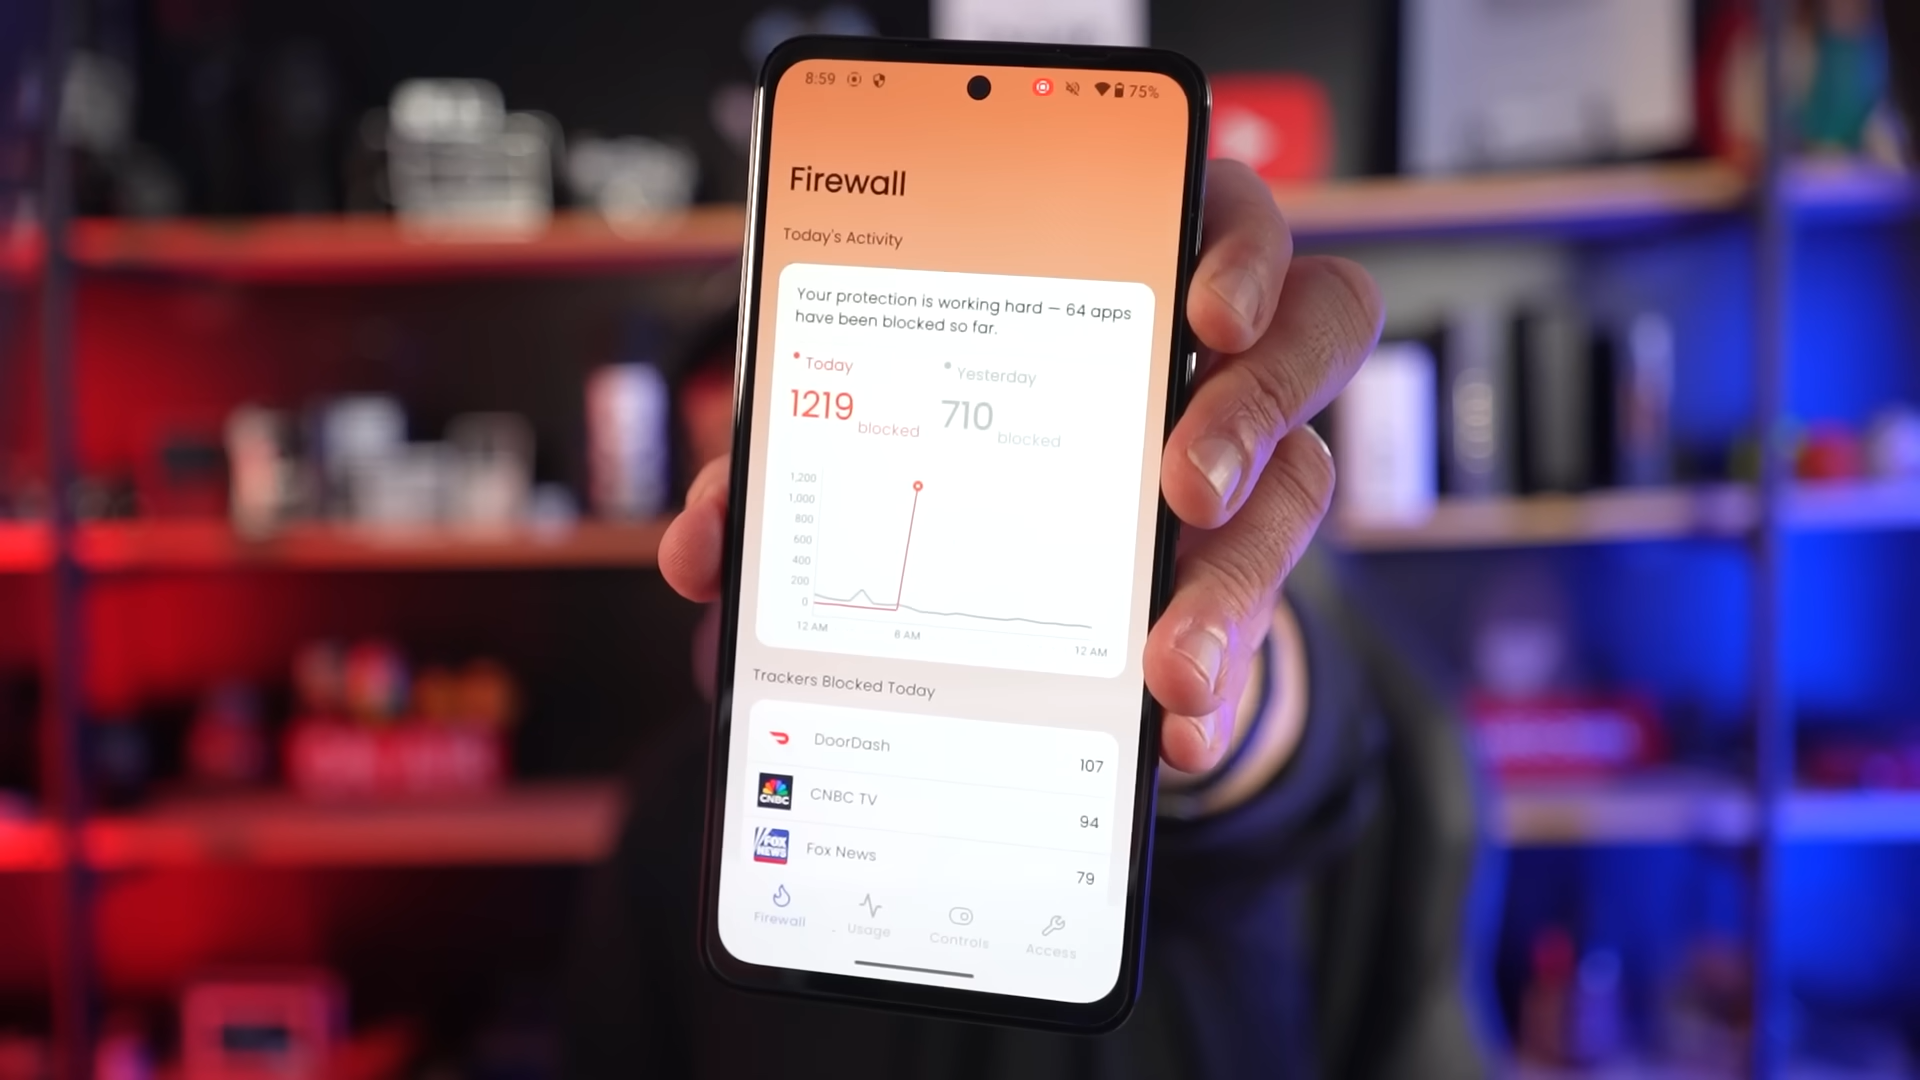 8:59
75%
Firewall
Today's Activity
Your protection is working hard — 64 apps
have been blocked so far.
Today
Yesterday
1219 blocked
710 blocked
1,200
1,000
800
600
400
200
0
12 AM
8 AM
12 AM
Trackers Blocked Today
DoorDash
107
CNBC
CNBC TV
94
FOX
NEWS
Fox News
79
Firewall
Usage
Controls
Access